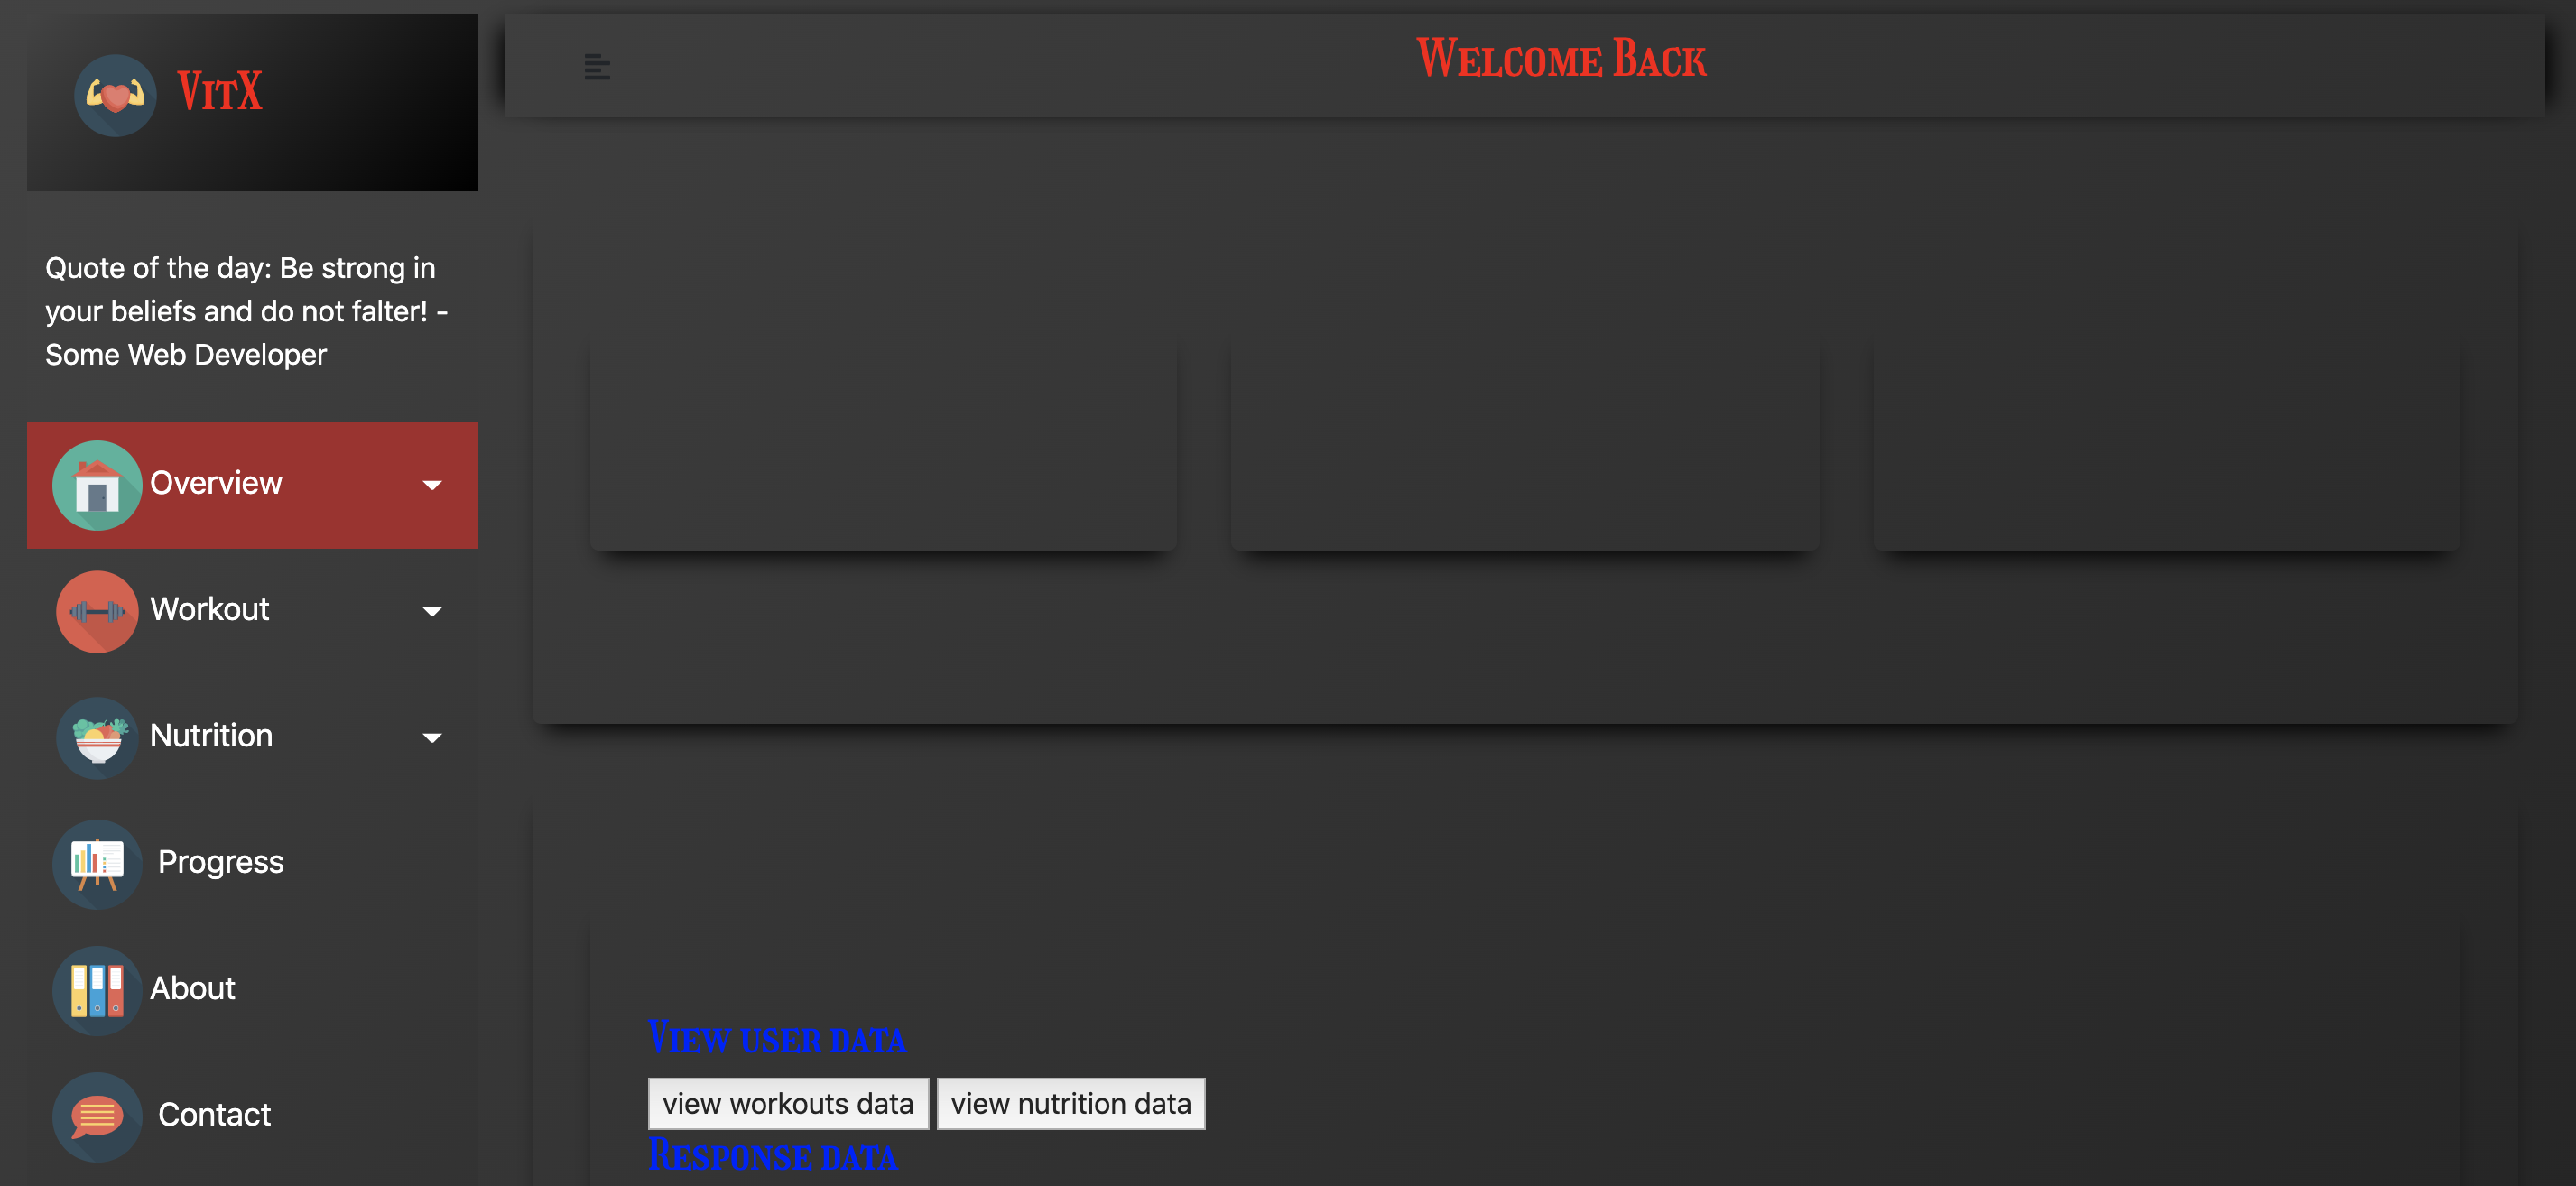 VitX
Welcome Back
Quote of the day: Be strong in
your beliefs and do not falter! -
Some Web Developer
Overview
Workout
Nutrition
Progress
About
Contact
View user data
view workouts data view nutrition data
Response data